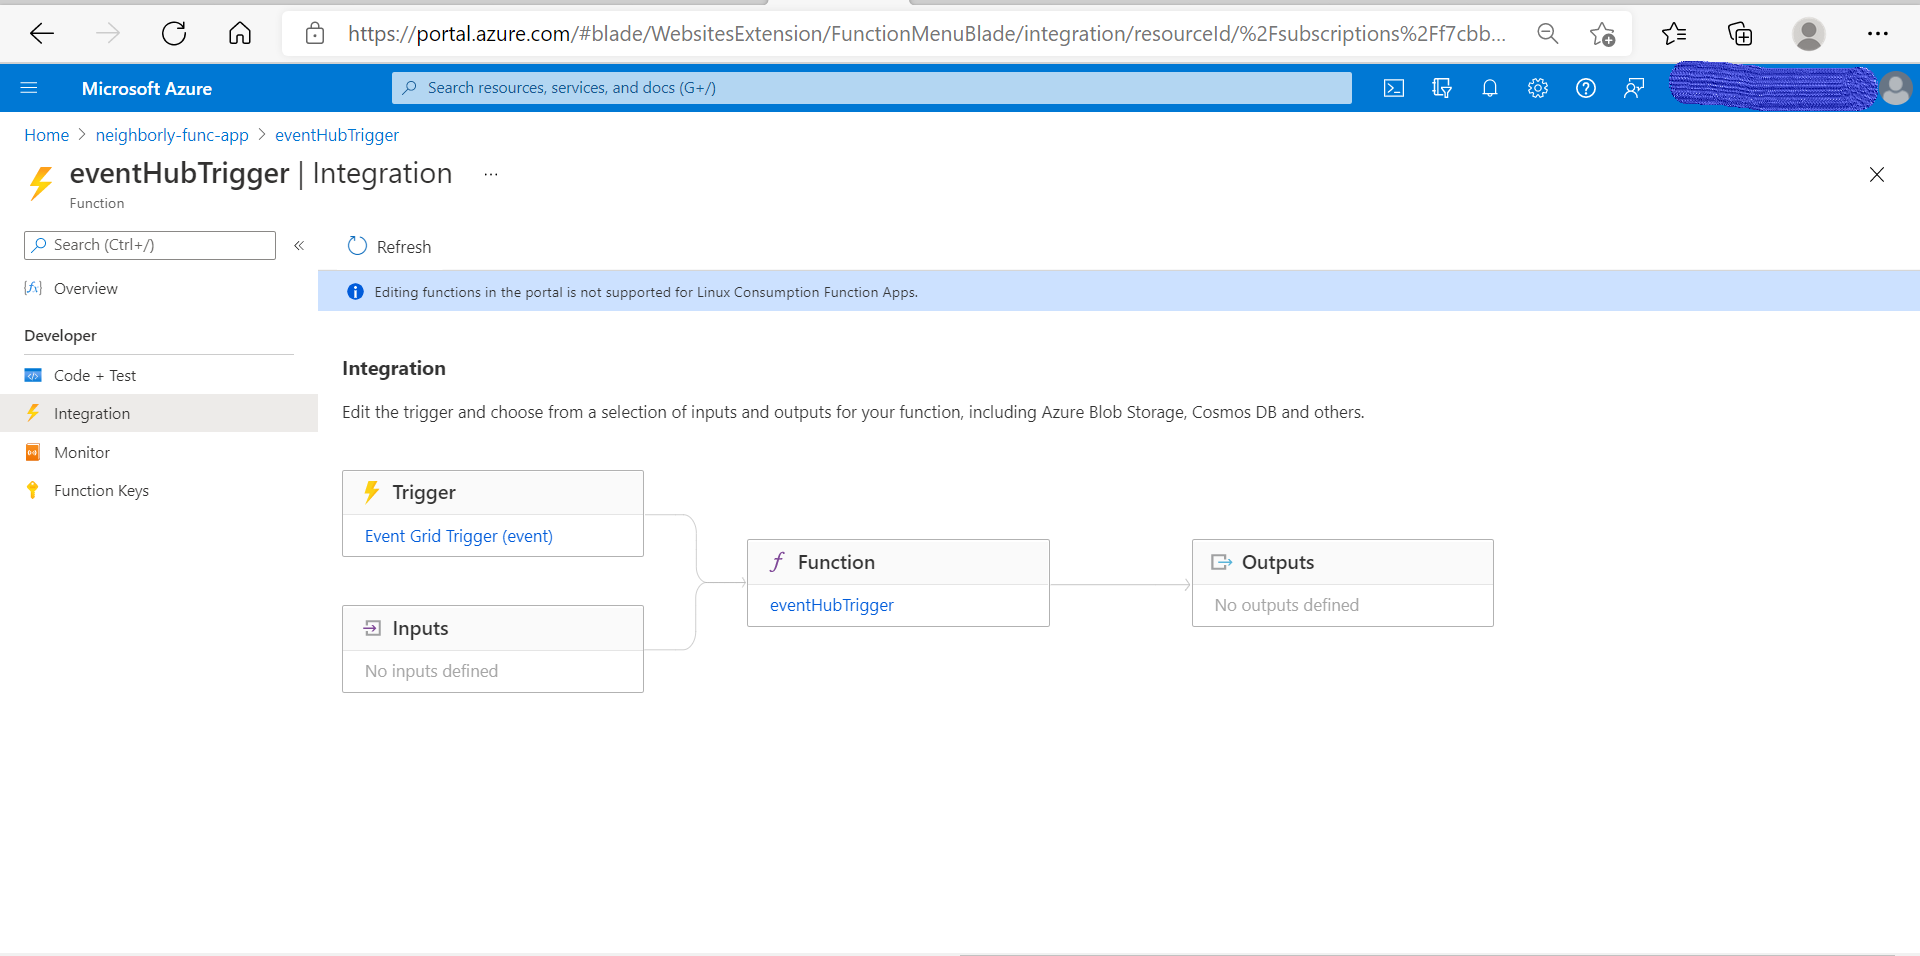 https://portal.azure.com/#blade/WebsitesExtension/FunctionMenuBlade/integration/resourceId/%2Fsubscriptions%2Ff7cbb...
Microsoft Azure
Search resources, services, and docs (G+/)
Home > neighborly-func-app > eventHubTrigger
eventHubTrigger | Integration ...
Function
Search (Ctrl+/)
«
Refresh
Overview
Editing functions in the portal is not supported for Linux Consumption Function Apps.
Developer
Code + Test
Integration
Monitor
Function Keys
Integration
Edit the trigger and choose from a selection of inputs and outputs for your function, including Azure Blob Storage, Cosmos DB and others.
Trigger
Event Grid Trigger (event)
Inputs
No inputs defined
Function
eventHubTrigger
Outputs
No outputs defined